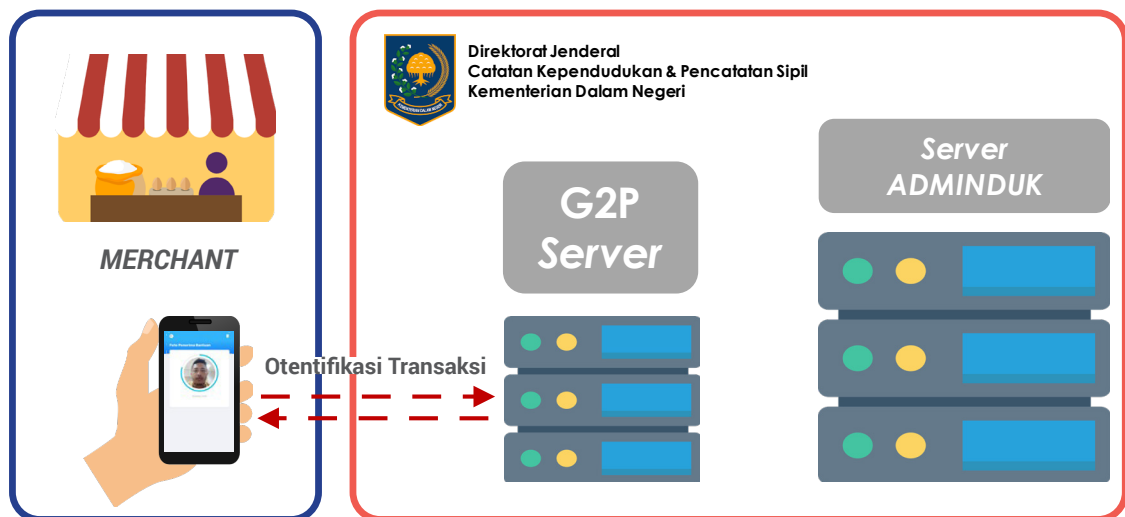 Direktorat Jenderal
Catatan Kependudukan & Pencatatan Sipil
Kementerian Dalam Negeri
Server
ADMINDUK
G2P
Server
MERCHANT
Otentifikasi Transaksi